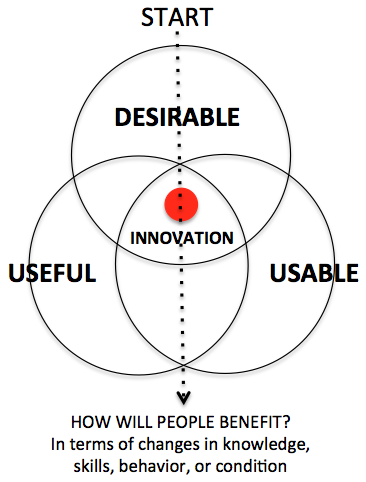 START
DESIRABLE
INNOVATION
USEFUL
USABLE
HOW WILL PEOPLE BENEFIT?
In terms of changes in knowledge,
skills, behavior, or condition